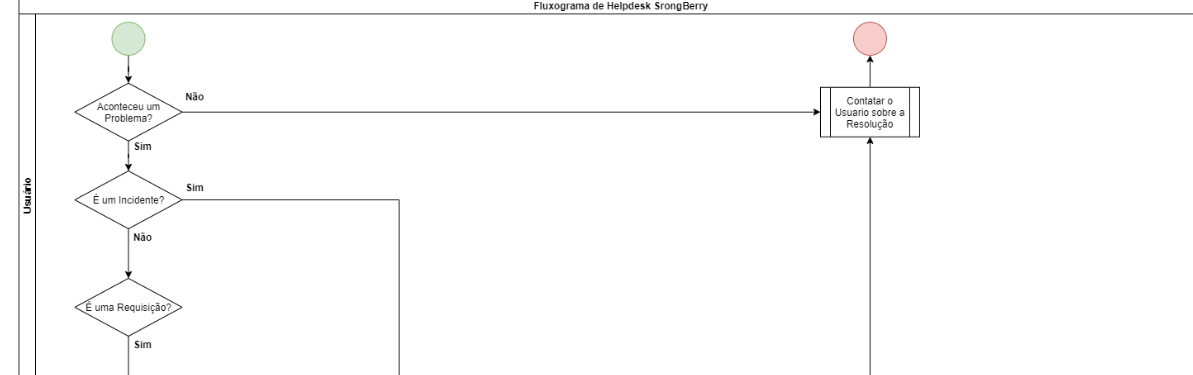 Fluxograma de Helpdesk SrongBerry
Usuário
Aconteceu um
Problema?
Não
Contatar o
Usuario sobre a
Resolução
Sim
É um Incidente?
Sim
Não
É uma Requisição?
Sim